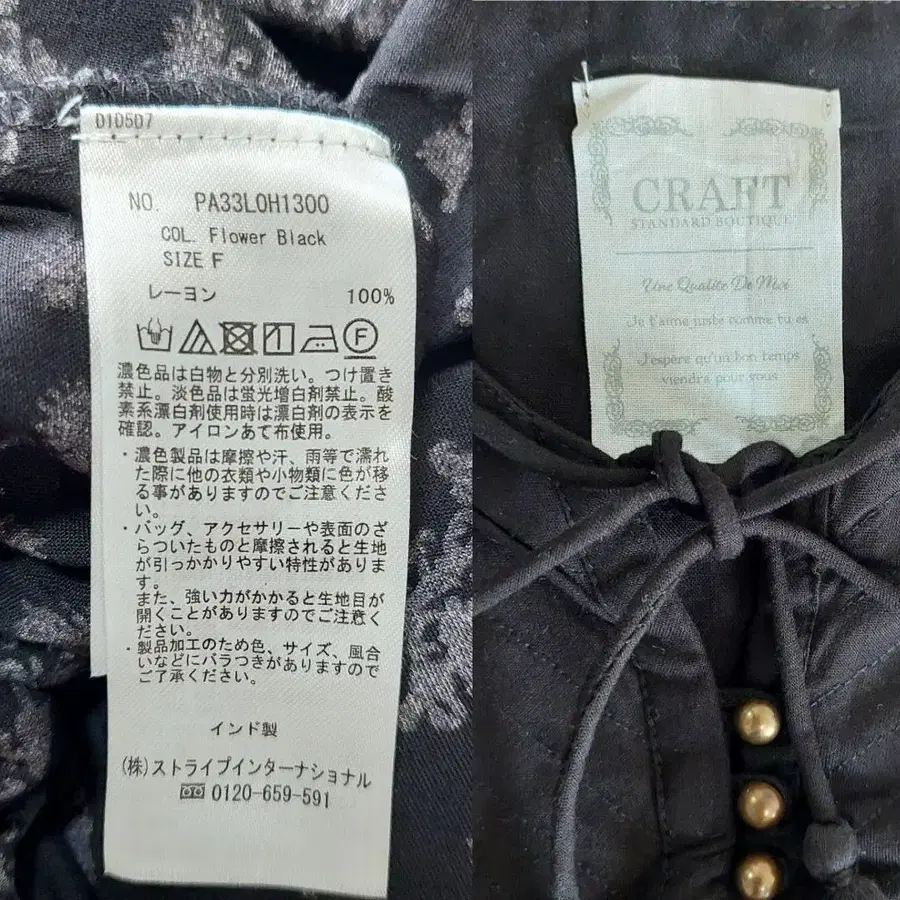 D10507
NO. PA33L0H1300
COL. Flower Black
SIZE F
レーヨン 100%
1 F
濃色品は白物と分別洗い。つけ置き
禁止。淡色品は蛍光増白剤禁止。酸
素系漂白剤使用時は漂白剤の表示を
確認。アイロンあて布使用。
・濃色製品は摩擦や汗、雨等で濡れ
た際に他の衣類や小物類に色が移
る事がありますのでご注意くださ
い。
・バッグ、アクセサリーや表面のざ
らついたものと摩擦されると生地
が引っかかりやすい特性がありま
す。
また、強い力がかかると生地目が
開くことがありますのでご注意く
ださい。
・製品加工のため色、サイズ、風合
いなどにバラつきがありますので
ご了承ください。
インド製
(株)ストライプインターナショナル
0120-659-591
CRAFT
STANDARD BOUTIQUE
Une Qualite De Moi
Je t'aime juste comme tu es
J'espere qu'un bon temps
viendra pour vous